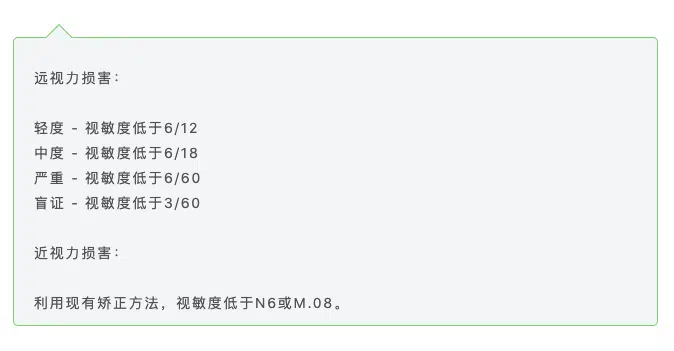 远视力损害：
轻度 - 视敏度低于6/12
中度 - 视敏度低于6/18
严重 - 视敏度低于6/60
盲证 - 视敏度低于3/60
近视力损害：
利用现有矫正方法，视敏度低于N6或M.08。